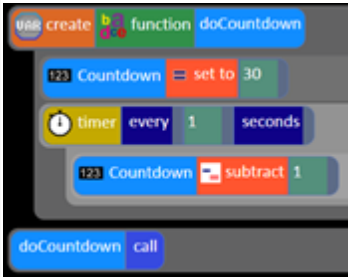 VAR create b a d c o function doCountdown
123 Countdown = set to 30
timer every 1 seconds
123 Countdown subtract 1
doCountdown call